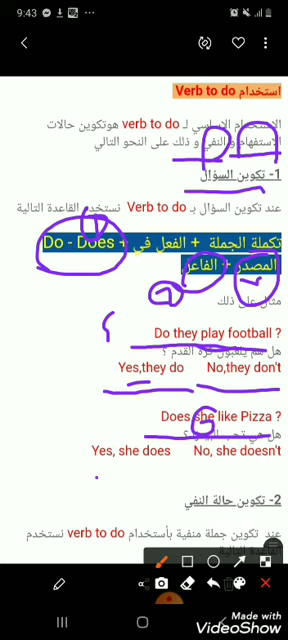 9:43
استخدام Verb to do
الاستخدام الاساسي لـ verb to do هوتكوين حالات
الاستفهام و النفي و ذلك على النحو التالي
1- تكوين السؤال
عند تكوين السؤال بـ Verb to do نستخدم القاعدة التالية
Do - Does + الفعل في + تكملة الجملة
المصدر + الفاعل
مثال على ذلك
Do they play football ?
هل هم يلعبون كرة القدم ؟
Yes,they do No,they don't
Does she like Pizza ?
هل هي تحب ؟
Yes, she does No, she doesn't
2- تكوين حالة النفي
عند تكوين جملة منفية بأستخدام verb to do نستخدم
القاعدة التالية
Made with
VideoShow